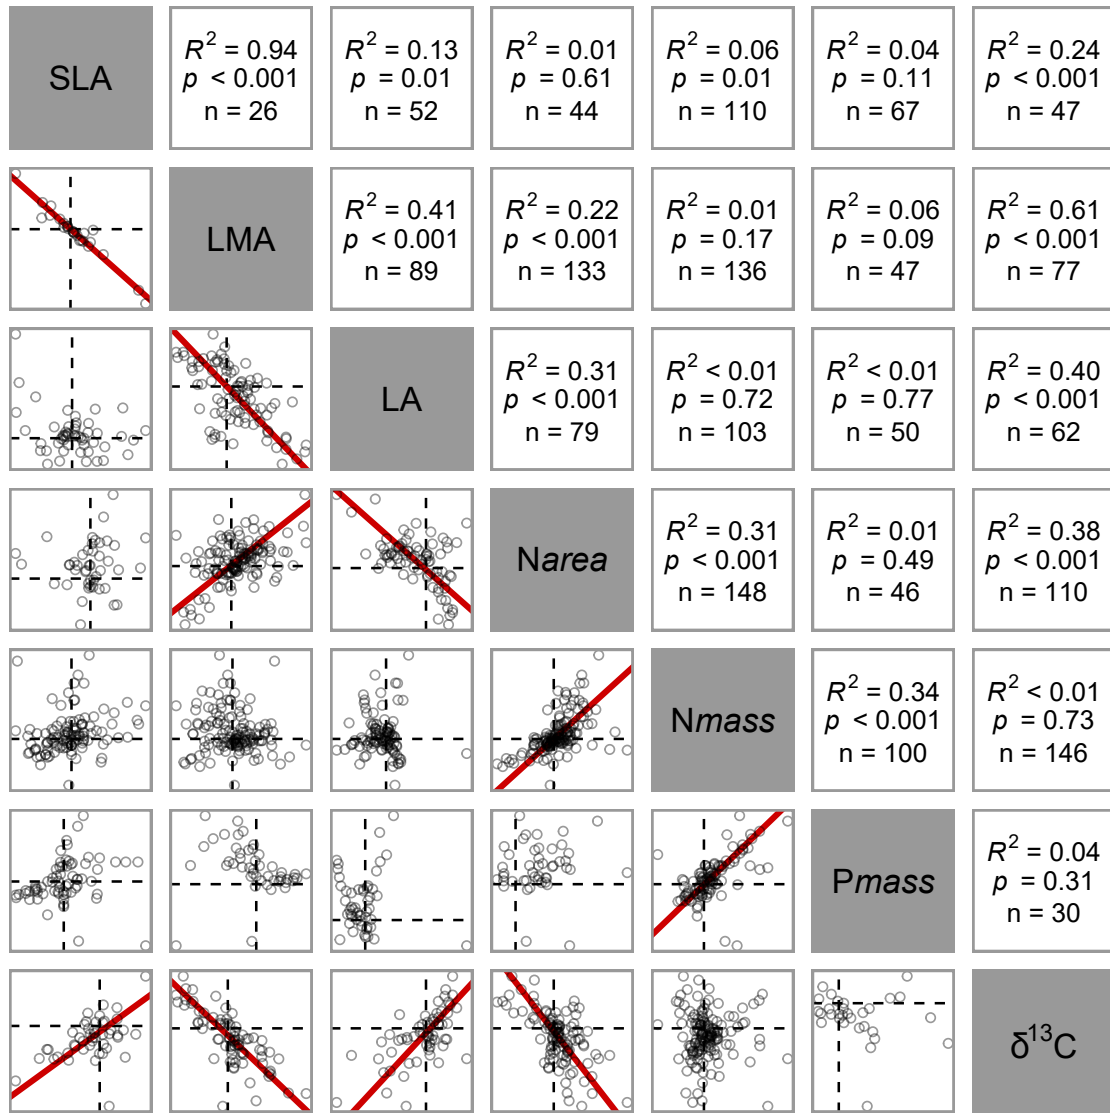 SLA
R² = 0.94
p < 0.001
n = 26
R² = 0.13
p = 0.01
n = 52
R² = 0.01
p = 0.61
n = 44
R² = 0.06
p = 0.01
n = 110
R² = 0.04
p = 0.11
n = 67
R² = 0.24
p < 0.001
n = 47
LMA
R² = 0.41
p < 0.001
n = 89
R² = 0.22
p < 0.001
n = 133
R² = 0.01
p = 0.17
n = 136
R² = 0.06
p = 0.09
n = 47
R² = 0.61
p < 0.001
n = 77
LA
R² = 0.31
p < 0.001
n = 79
R² < 0.01
p = 0.72
n = 103
R² < 0.01
p = 0.77
n = 50
R² = 0.40
p < 0.001
n = 62
Narea
R² = 0.31
p < 0.001
n = 148
R² = 0.01
p = 0.49
n = 46
R² = 0.38
p < 0.001
n = 110
Nmass
R² = 0.34
p < 0.001
n = 100
R² < 0.01
p = 0.73
n = 146
Pmass
R² = 0.04
p = 0.31
n = 30
δ¹³C